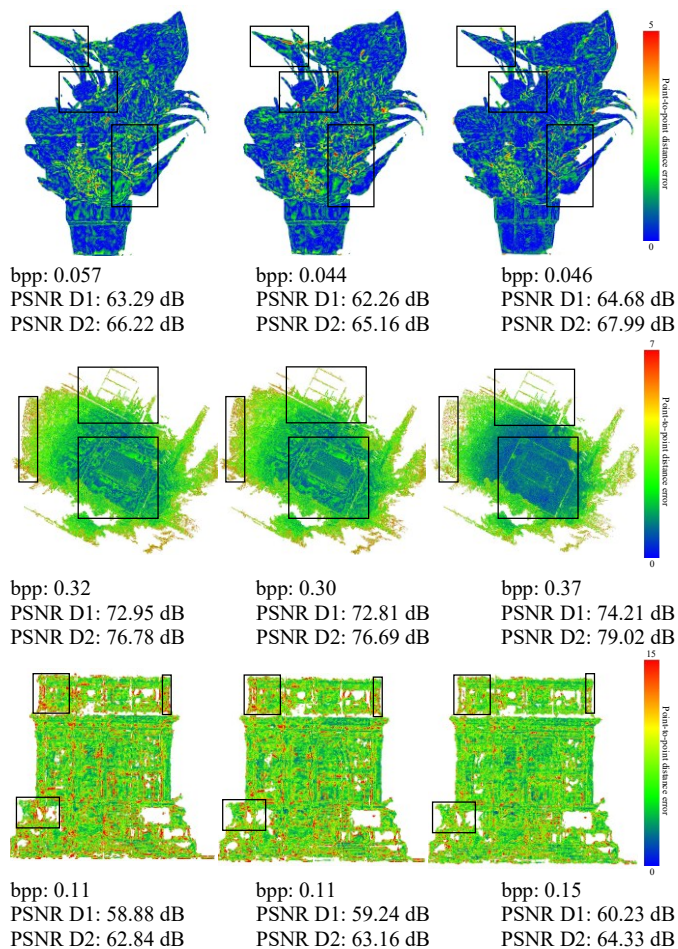 5
Point-to-point distance error
0
bpp: 0.057
PSNR D1: 63.29 dB
PSNR D2: 66.22 dB
bpp: 0.044
PSNR D1: 62.26 dB
PSNR D2: 65.16 dB
bpp: 0.046
PSNR D1: 64.68 dB
PSNR D2: 67.99 dB
7
Point-to-point distance error
0
bpp: 0.32
PSNR D1: 72.95 dB
PSNR D2: 76.78 dB
bpp: 0.30
PSNR D1: 72.81 dB
PSNR D2: 76.69 dB
bpp: 0.37
PSNR D1: 74.21 dB
PSNR D2: 79.02 dB
15
Point-to-point distance error
0
bpp: 0.11
PSNR D1: 58.88 dB
PSNR D2: 62.84 dB
bpp: 0.11
PSNR D1: 59.24 dB
PSNR D2: 63.16 dB
bpp: 0.15
PSNR D1: 60.23 dB
PSNR D2: 64.33 dB